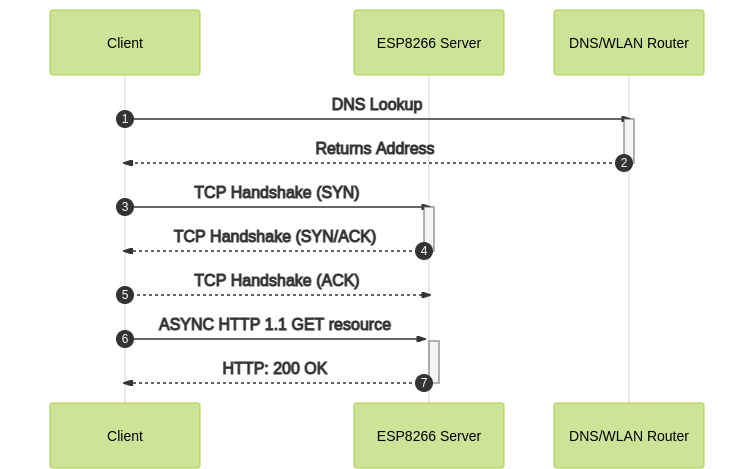 Client
ESP8266 Server
DNS/WLAN Router
DNS Lookup
1
Returns Address
2
TCP Handshake (SYN)
3
TCP Handshake (SYN/ACK)
4
TCP Handshake (ACK)
5
ASYNC HTTP 1.1 GET resource
6
HTTP: 200 OK
7
Client
ESP8266 Server
DNS/WLAN Router